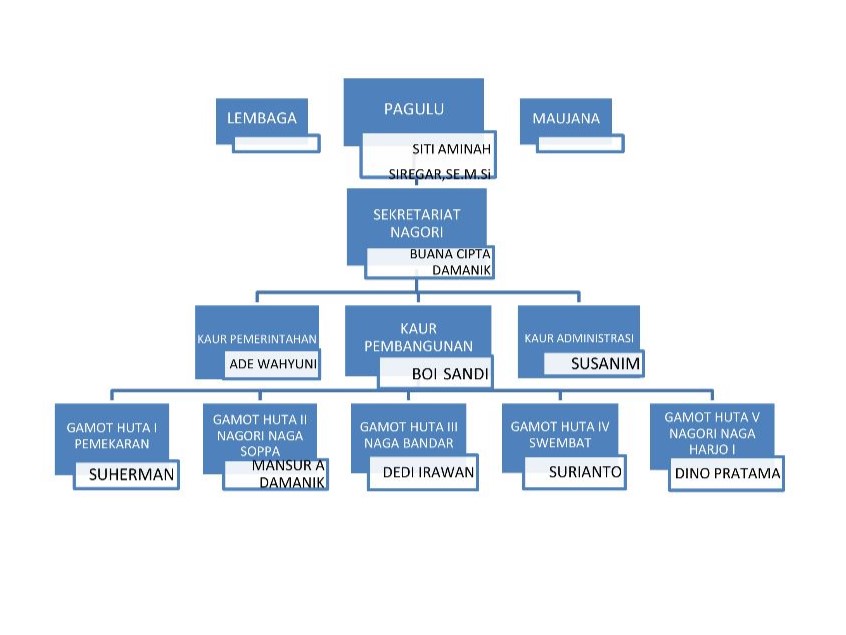 LEMBAGA
PAGULU
MAUJANA
SITI AMINAH
SIREGAR,SE.M.Si
SEKRETARIAT
NAGORI
BUANA CIPTA
DAMANIK
KAUR PEMERINTAHAN
ADE WAHYUNI
KAUR
PEMBANGUNAN
BOI SANDI
KAUR ADMINISTRASI
SUSANIM
GAMOT HUTA I
PEMEKARAN
SUHERMAN
GAMOT HUTA II
NAGORI NAGA
SOPPA
MANSUR A
DAMANIK
GAMOT HUTA III
NAGA BANDAR
DEDI IRAWAN
GAMOT HUTA IV
SWEMBAT
SURIANTO
GAMOT HUTA V
NAGORI NAGA
HARJO I
DINO PRATAMA